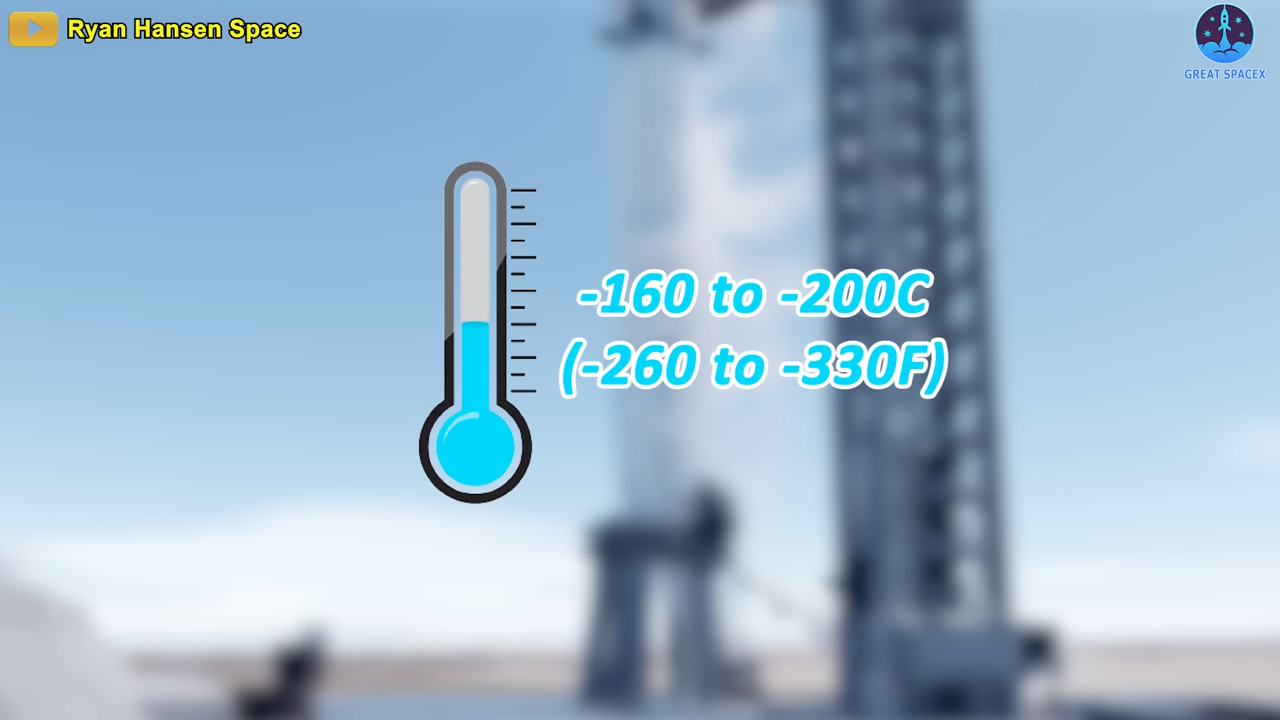 Ryan Hansen Space
GREAT SPACEX
-160 to -200C
(-260 to -330F)